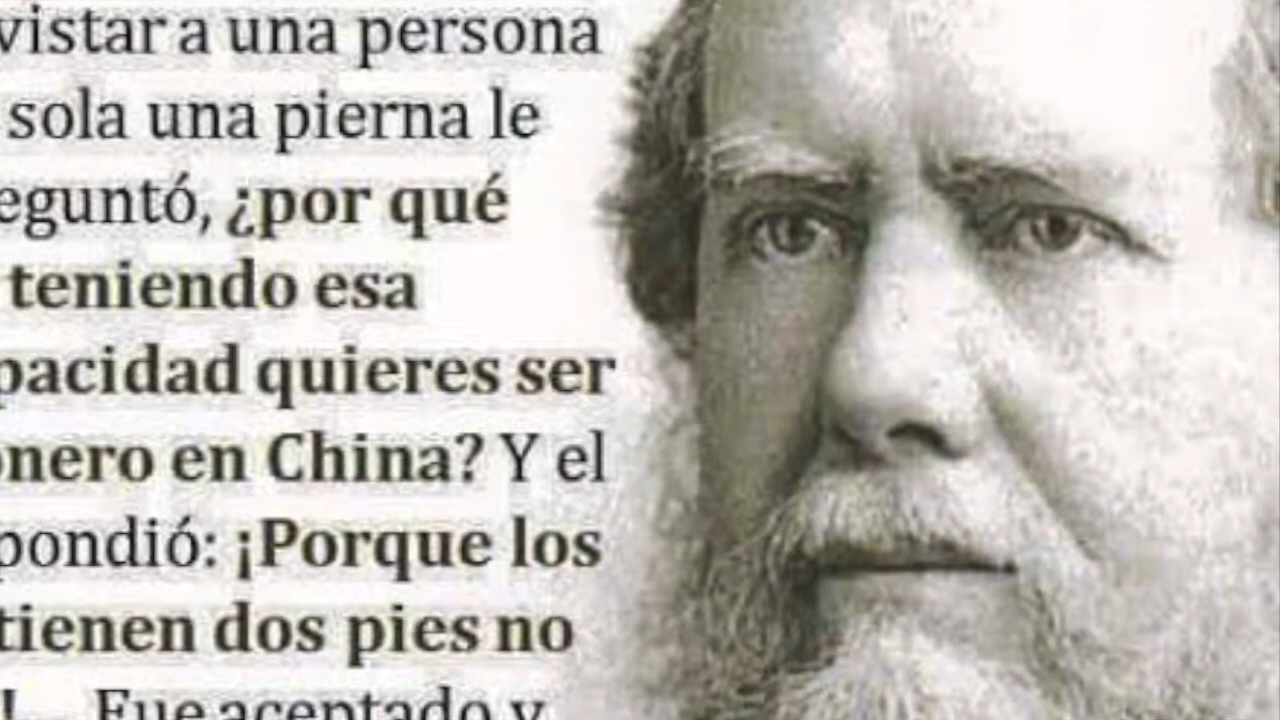 vistar a una persona
sola una pierna le
eguntó, ¿por qué
teniendo esa
pacidad quieres ser
onero en China? Y el
pondió: ¡Porque los
tienen dos pies no
!... Fue aceptado y